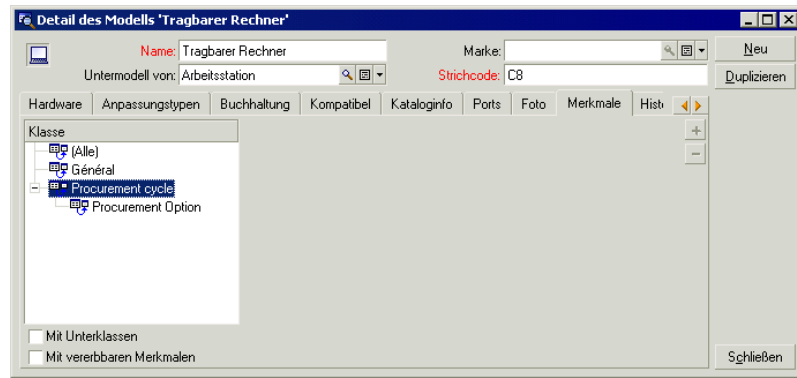 Detail des Modells 'Tragbarer Rechner'
Name: Tragbarer Rechner Marke: Neu
Untermodell von: Arbeitsstation Strichcode: C8 Duplizieren
Hardware Anpassungstypen Buchhaltung Kompatibel Kataloginfo Ports Foto Merkmale
Klasse
(Alle)
Général
Procurement cycle
Procurement Option
Mit Unterklassen
Mit vererbbaren Merkmalen Schließen